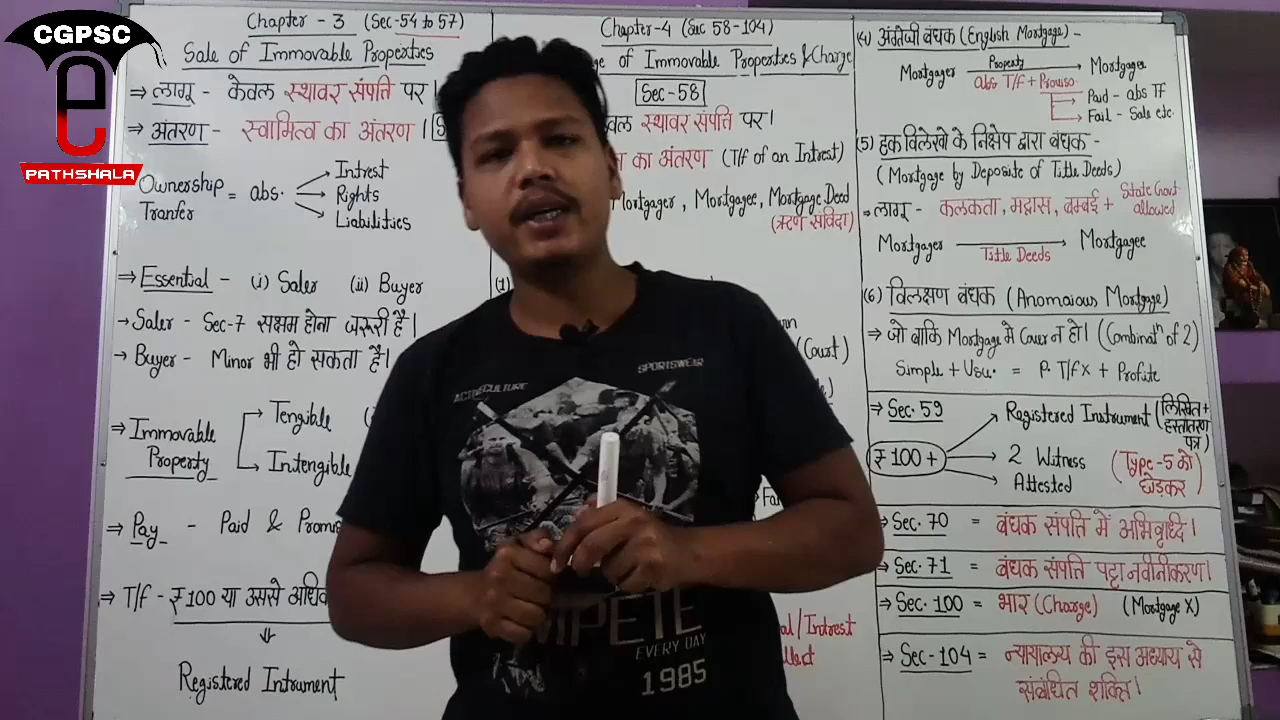 CGPSC
e
PATHSHALA
Chapter - 3 (Sec-54 to 57)
Sale of Immovable Properties
⇒ लागू - केवल स्थावर संपति पर
⇒ अंतरण - स्वामित्व का अंतरण ।
Ownership Tranfer = abs.
Intrest
Rights
Liabilities
⇒ Essential - (i) Saler (ii) Buyer
→ Saler - Sec-7 सक्षम होना जरूरी है।
→ Buyer - Minor भी हो सकता है।
⇒ Immovable Property
Tengible
Intengible
⇒ Pay - Paid &
⇒ T/f - ₹100 या उससे
⇓
Registered Intrument
Chapter-4 (Sec 58-104)
of Immovable Properties & Charge
Sec-58
स्थावर संपति पर।
का अंतरण (T/f of an Intrest)
Mortgager, Mortgagee, Mortgage Deed
(ऋण संविदा)
(1)
(Court)
/Intrest
(4) अंग्रेजी बंधक (English Mortgage) -
Mortgager Property → Mortgagee
abs T/f + Proviso
Paid - abs TF
Fail - Sale etc.
(5) हक विलेखो के निक्षेप द्वारा बंधक -
(Mortgage by Deposite of Title Deeds)
⇒ लागू - कलकता, मद्रास, बम्बई + State Govt allowed
Mortgager → Mortgagee
Title Deeds
(6) विलक्षण बंधक (Anomaious Mortgage)
⇒ जो बाकि Mortgage मे Cover न हो। (Combinatn of 2)
Simple + Usu. = P. T/f X + Profite
⇒ Sec. 59
₹ 100 +
Registered Instrument (लिखित + हस्तातरण पत्र)
2 Witness
Attested
(Type-5 को छोड़कर)
⇒ Sec. 70 = बंधक संपति में अभिवृध्दि।
⇒ Sec. 71 = बंधक संपति पट्टा नवीनीकरण।
⇒ Sec. 100 = भार (Charge) (Mortgage X)
⇒ Sec-104 = न्यायालय की इस अध्याय से
संबंधित शक्ति।
ACTIVECULTURE
SPORTSWEAR
EVERY DAY
1985